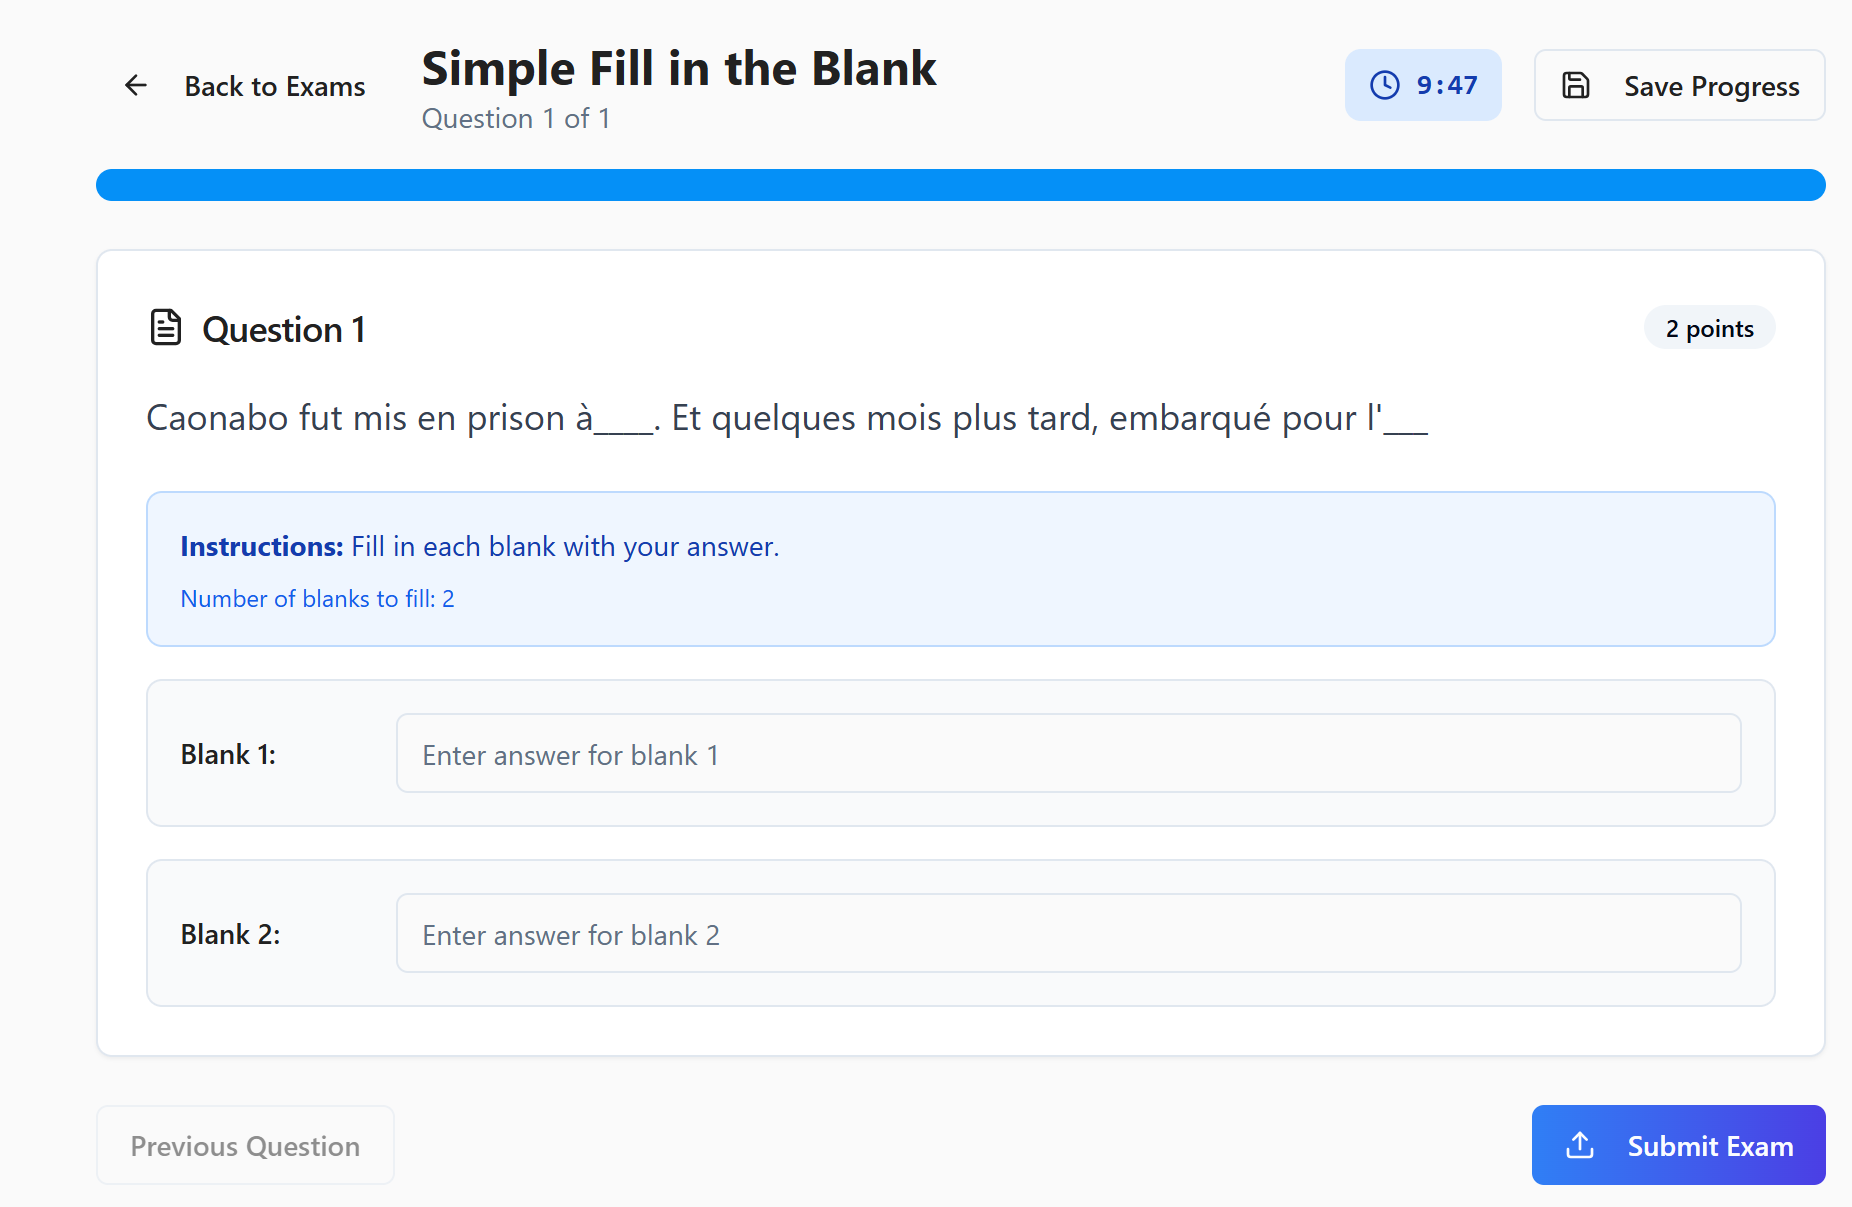 Back to Exams
Simple Fill in the Blank
Question 1 of 1
9:47
Save Progress
Question 1
2 points
Caonabo fut mis en prison à____. Et quelques mois plus tard, embarqué pour l'___
Instructions: Fill in each blank with your answer.
Number of blanks to fill: 2
Blank 1:
Enter answer for blank 1
Blank 2:
Enter answer for blank 2
Previous Question
Submit Exam